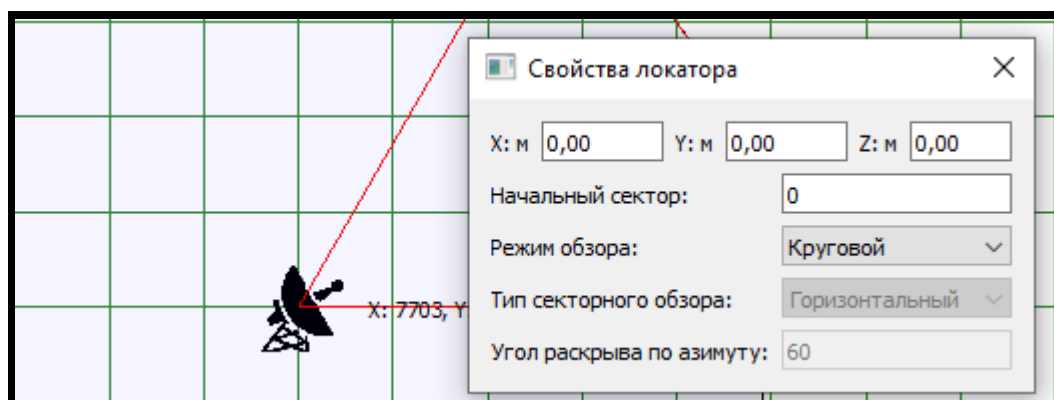 Свойства локатора
X: м 0,00 Y: м 0,00 Z: м 0,00
Начальный сектор: 0
Режим обзора: Круговой
X: 7703, Y
Тип секторного обзора: Горизонтальный
Угол раскрыва по азимуту: 60